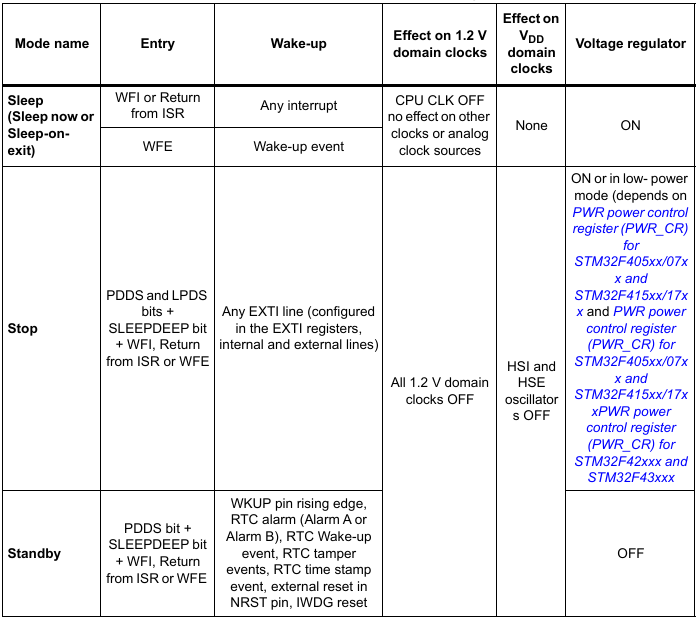 Mode name
Entry
Wake-up
Effect on 1.2 V
domain clocks
Effect on
VDD
domain
clocks
Voltage regulator
Sleep
(Sleep now or
Sleep-on-
exit)
WFI or Return
from ISR
Any interrupt
CPU CLK OFF
no effect on other
clocks or analog
clock sources
None
ON
WFE
Wake-up event
Stop
PDDS and LPDS
bits +
SLEEPDEEP bit
+ WFI, Return
from ISR or WFE
Any EXTI line (configured
in the EXTI registers,
internal and external lines)
All 1.2 V domain
clocks OFF
HSI and
HSE
oscillator
s OFF
ON or in low- power
mode (depends on
PWR power control
register (PWR_CR)
for
STM32F405xx/07x
x and
STM32F415xx/17x
x and PWR power
control register
(PWR_CR) for
STM32F405xx/07x
x and
STM32F415xx/17x
xPWR power
control register
(PWR_CR) for
STM32F42xxx and
STM32F43xxx
Standby
PDDS bit +
SLEEPDEEP bit
+ WFI, Return
from ISR or WFE
WKUP pin rising edge,
RTC alarm (Alarm A or
Alarm B), RTC Wake-up
event, RTC tamper
events, RTC time stamp
event, external reset in
NRST pin, IWDG reset
OFF